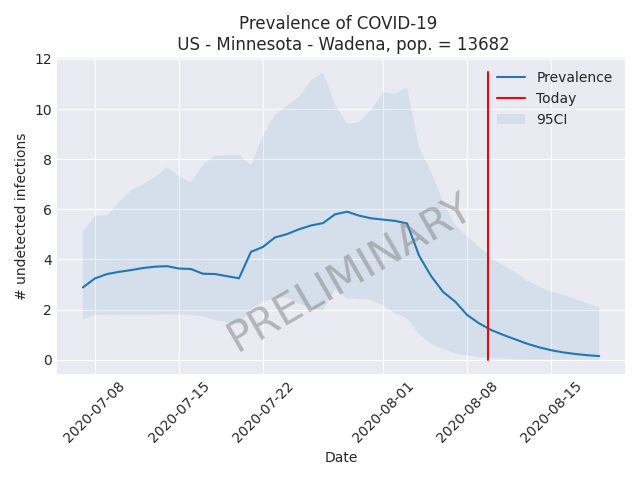 Prevalence of COVID-19
US - Minnesota - Wadena, pop. = 13682
12
10
8
6
4
2
0
# undetected infections
Prevalence
Today
95CI
PRELIMINARY
2020-07-08
2020-07-15
2020-07-22
2020-08-01
2020-08-08
2020-08-15
Date